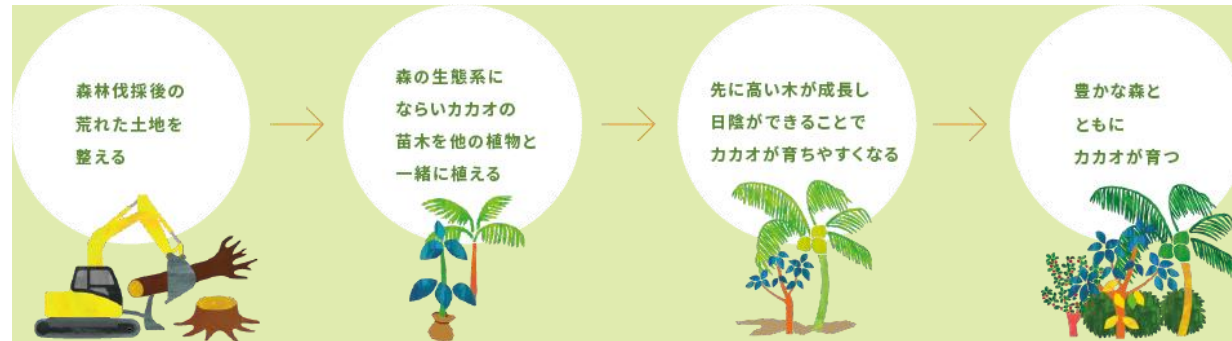 森林伐採後の
荒れた土地を
整える
森の生態系に
ならいカカオの
苗木を他の植物と
一緒に植える
先に高い木が成長し
日陰ができることで
カカオが育ちやすくなる
豊かな森と
ともに
カカオが育つ